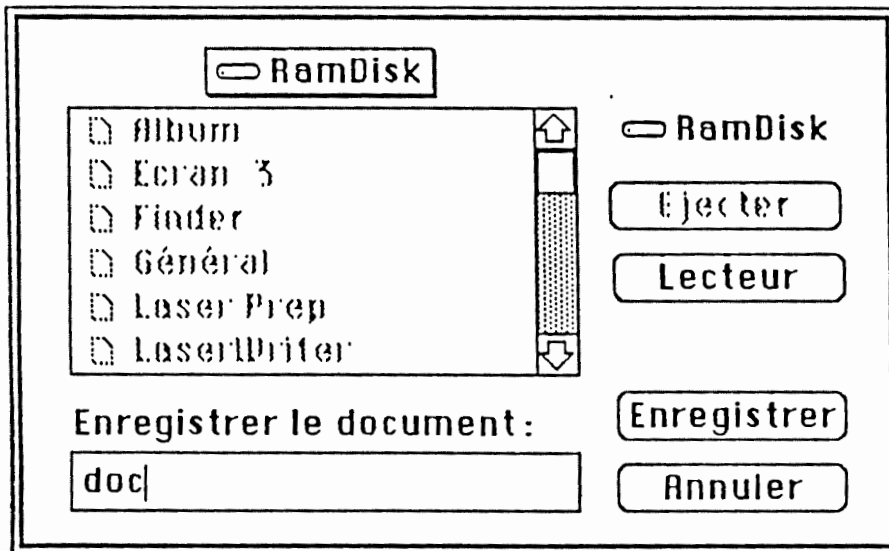 RamDisk
Album
Ecran 3
Finder
Général
Laser Prep
LaserWriter
RamDisk
Ejecter
Lecteur
Enregistrer le document :
doc
Enregistrer
Annuler